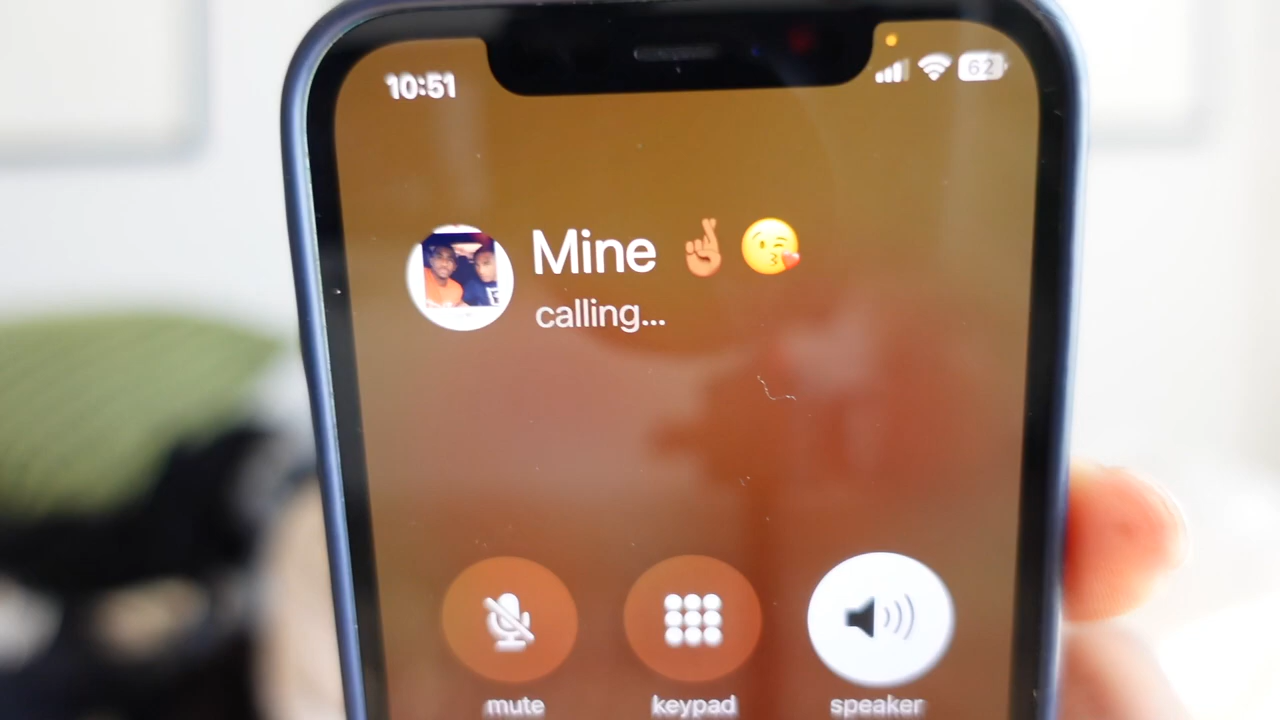 10:51
62
Mine 🤞🏾 😘
calling...
mute
keypad
speaker